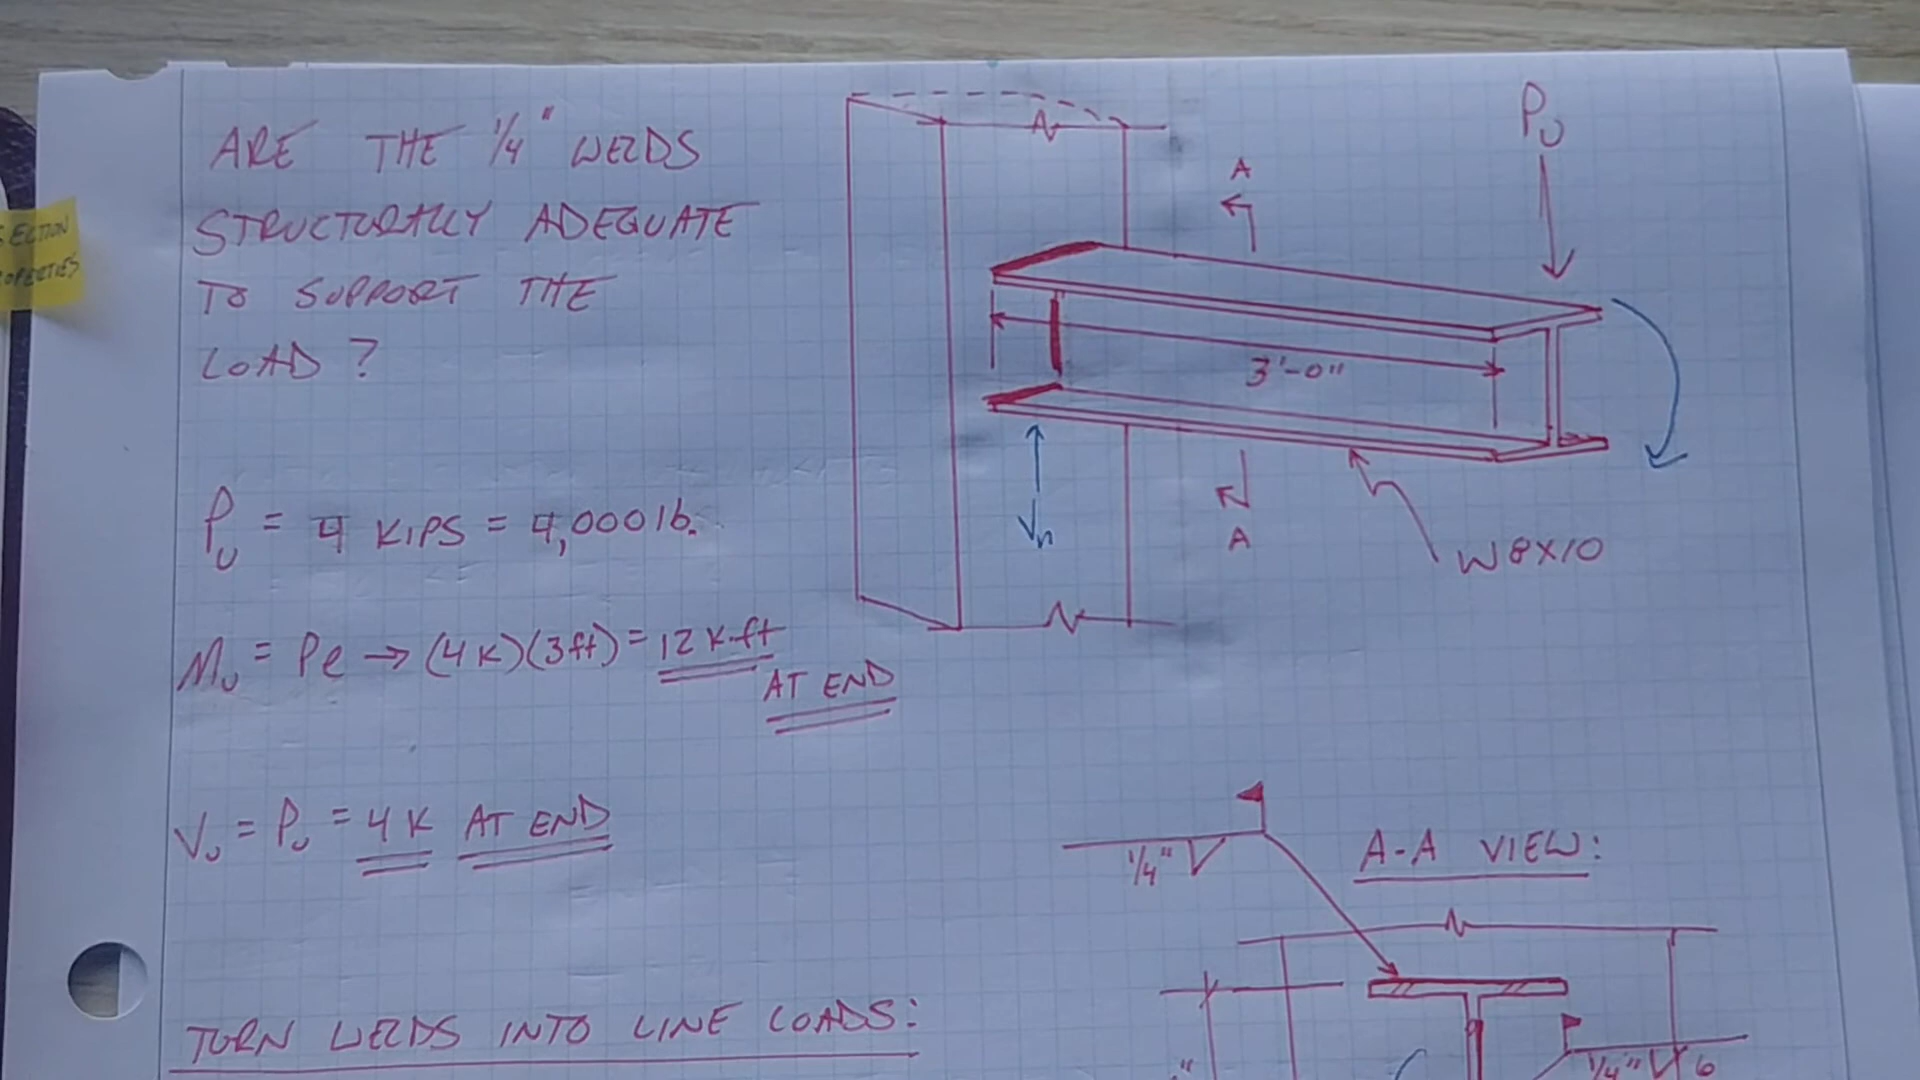 ARE THE 1/4" WELDS
STRUCTURALLY ADEQUATE
TO SUPPORT THE
LOAD?
Pu = 4 KIPS = 4,000 lb.
Mu = Pe → (4K)(3ft) = 12 K·ft
AT END
Vu = Pu = 4K AT END
TURN WELDS INTO LINE LOADS:
Pu
A
3'-0"
Vn
A
W8X10
1/4"
A-A VIEW:
1/4" 6
"